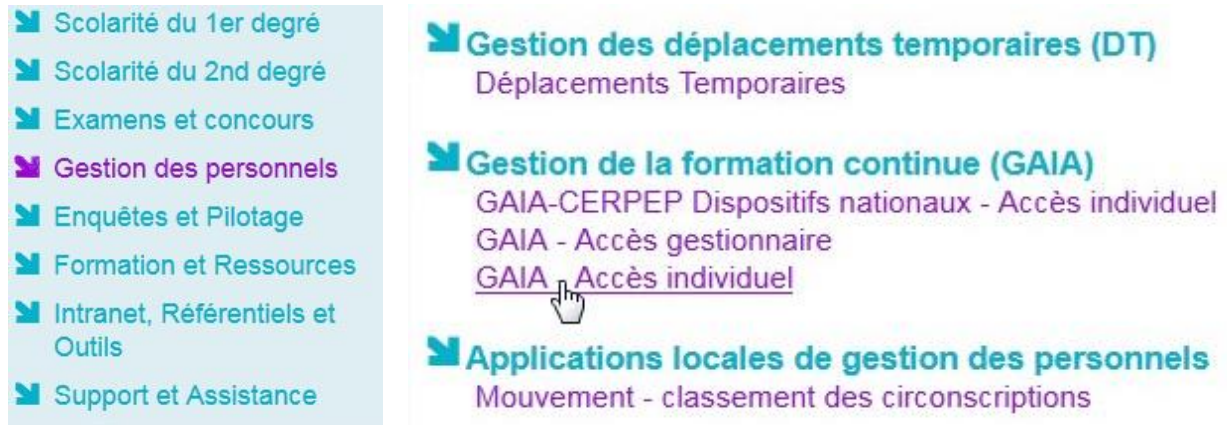 Scolarité du 1er degré
Scolarité du 2nd degré
Examens et concours
Gestion des personnels
Enquêtes et Pilotage
Formation et Ressources
Intranet, Référentiels et
Outils
Support et Assistance
Gestion des déplacements temporaires (DT)
Déplacements Temporaires
Gestion de la formation continue (GAIA)
GAIA-CERPEP Dispositifs nationaux - Accès individuel
GAIA - Accès gestionnaire
GAIA - Accès individuel
Applications locales de gestion des personnels
Mouvement - classement des circonscriptions